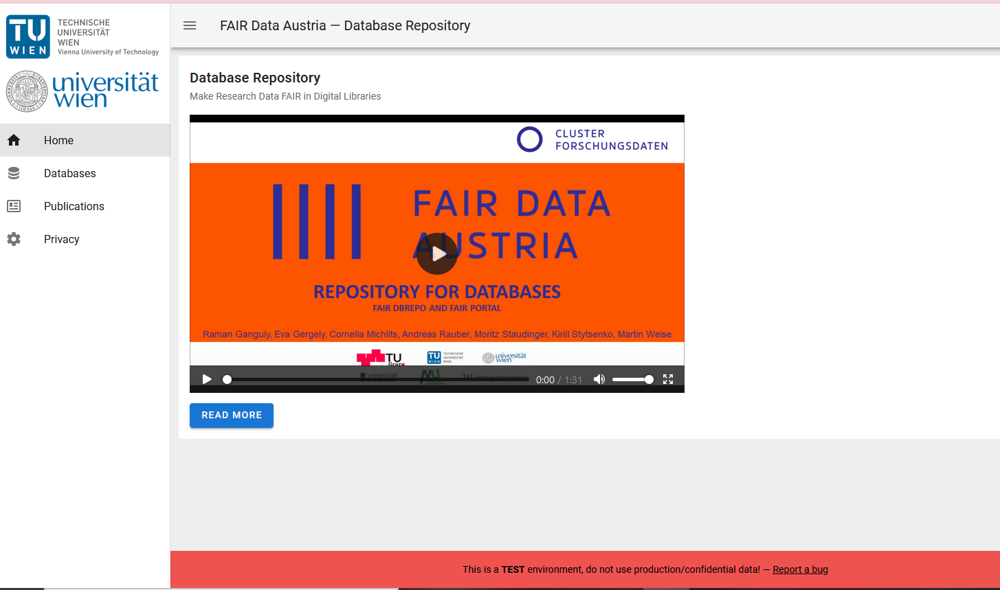 TU
WIEN
TECHNISCHE
UNIVERSITÄT
WIEN
Vienna University of Technology
universität
wien
Home
Databases
Publications
Privacy
FAIR Data Austria — Database Repository
Database Repository
Make Research Data FAIR in Digital Libraries
CLUSTER
FORSCHUNGSDATEN
FAIR DATA
AUSTRIA
REPOSITORY FOR DATABASES
FAIR DBREPO AND FAIR PORTAL
Raman Ganguly, Eva Gergely, Cornelia Michlits, Andreas Rauber, Moritz Staudinger, Kirill Stytsenko, Martin Weise
TU
Graz
TU
WIEN
TECHNISCHE
UNIVERSITÄT
WIEN
universität
wien
universität
0:00 / 1:31
READ MORE
This is a TEST environment, do not use production/confidential data! — Report a bug